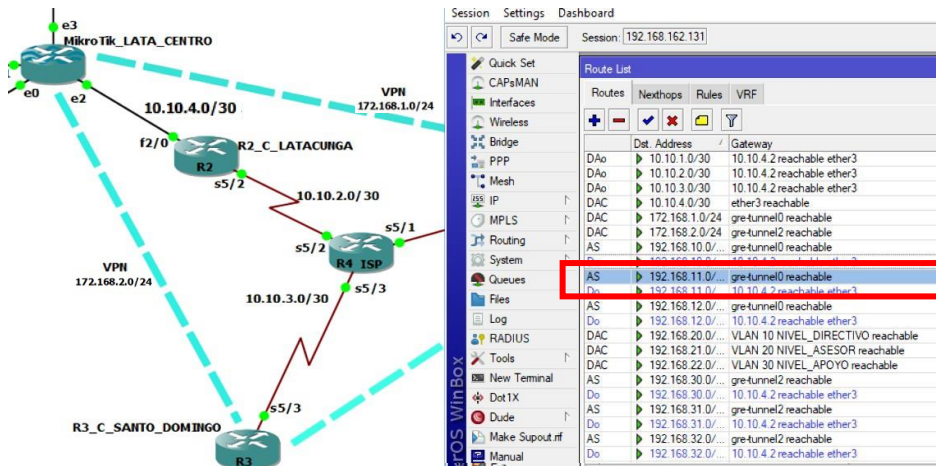 e3
MikroTik_LATA_CENTRO
e0
e2
VPN
172.168.1.0/24
10.10.4.0/30
f2/0
R2_C_LATACUNGA
R2
s5/2
10.10.2.0/30
s5/1
s5/2
R4 ISP
s5/3
VPN
172.168.2.0/24
10.10.3.0/30
s5/3
R3_C_SANTO_DOMINGO
R3
Session Settings Dashboard
Safe Mode Session: 192.168.162.131
Quick Set
CAPsMAN
Interfaces
Wireless
Bridge
PPP
Mesh
IP
MPLS
Routing
System
Queues
Files
Log
RADIUS
Tools
New Terminal
Dot1X
Dude
Make Supout.rif
Manual
erOS WinBox
Route List
Routes Nexthops Rules VRF
Dst. Address Gateway
DAo 10.10.1.0/30 10.10.4.2 reachable ether3
DAo 10.10.2.0/30 10.10.4.2 reachable ether3
DAo 10.10.3.0/30 10.10.4.2 reachable ether3
DAC 10.10.4.0/30 ether3 reachable
DAC 172.168.1.0/24 gre-tunnel0 reachable
DAC 172.168.2.0/24 gre-tunnel2 reachable
AS 192.168.10.0/... gre-tunnel0 reachable
AS 192.168.11.0/... gre-tunnel0 reachable
Do 192.168.11.0/... 10.10.4.2 reachable ether3
AS 192.168.12.0/... gre-tunnel0 reachable
Do 192.168.12.0/... 10.10.4.2 reachable ether3
DAC 192.168.20.0/... VLAN 10 NIVEL_DIRECTIVO reachable
DAC 192.168.21.0/... VLAN 20 NIVEL_ASESOR reachable
DAC 192.168.22.0/... VLAN 30 NIVEL_APOYO reachable
AS 192.168.30.0/... gre-tunnel2 reachable
Do 192.168.30.0/... 10.10.4.2 reachable ether3
AS 192.168.31.0/... gre-tunnel2 reachable
Do 192.168.31.0/... 10.10.4.2 reachable ether3
AS 192.168.32.0/... gre-tunnel2 reachable
Do 192.168.32.0/... 10.10.4.2 reachable ether3